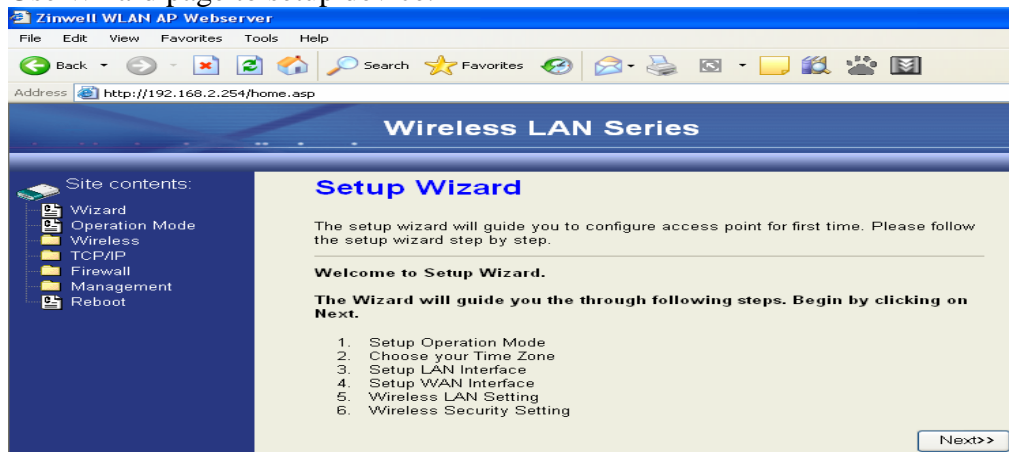 Zinwell WLAN AP Webserver
File Edit View Favorites Tools Help
Back Search Favorites
Address http://192.168.2.254/home.asp
Wireless LAN Series
Site contents:
Wizard
Operation Mode
Wireless
TCP/IP
Firewall
Management
Reboot
Setup Wizard
The setup wizard will guide you to configure access point for first time. Please follow
the setup wizard step by step.
Welcome to Setup Wizard.
The Wizard will guide you the through following steps. Begin by clicking on
Next.
1. Setup Operation Mode
2. Choose your Time Zone
3. Setup LAN Interface
4. Setup WAN Interface
5. Wireless LAN Setting
6. Wireless Security Setting
Next>>